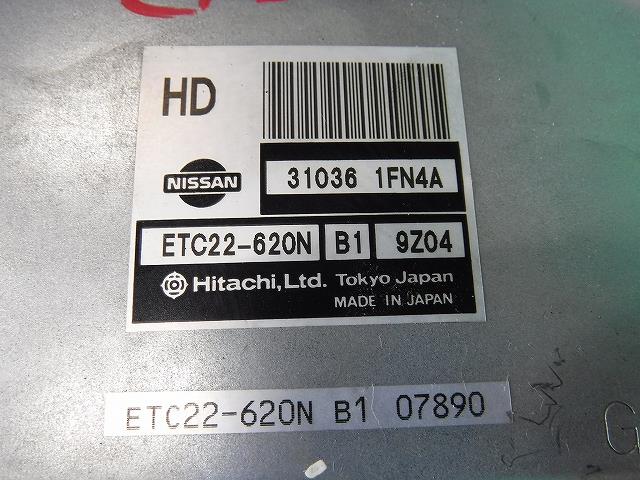 HD
NISSAN
31036 1FN4A
ETC22-620N B1 9Z04
Hitachi, Ltd. Tokyo Japan
MADE IN JAPAN
ETC22-620N B1 07890
G